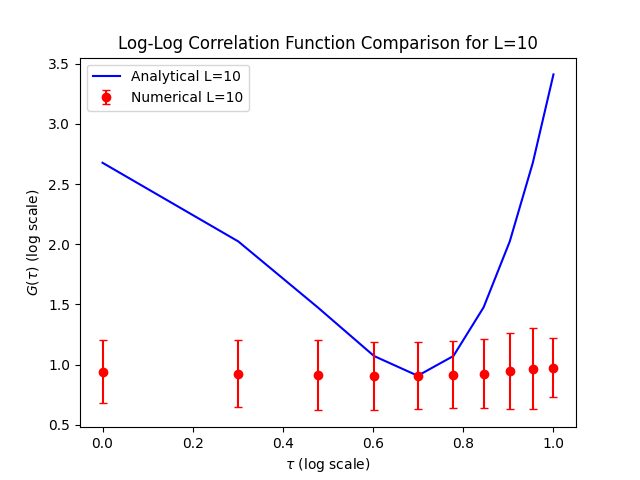 Log-Log Correlation Function Comparison for L=10
Analytical L=10
Numerical L=10
G(τ) (log scale)
3.5
3.0
2.5
2.0
1.5
1.0
0.5
0.0 0.2 0.4 0.6 0.8 1.0
τ (log scale)